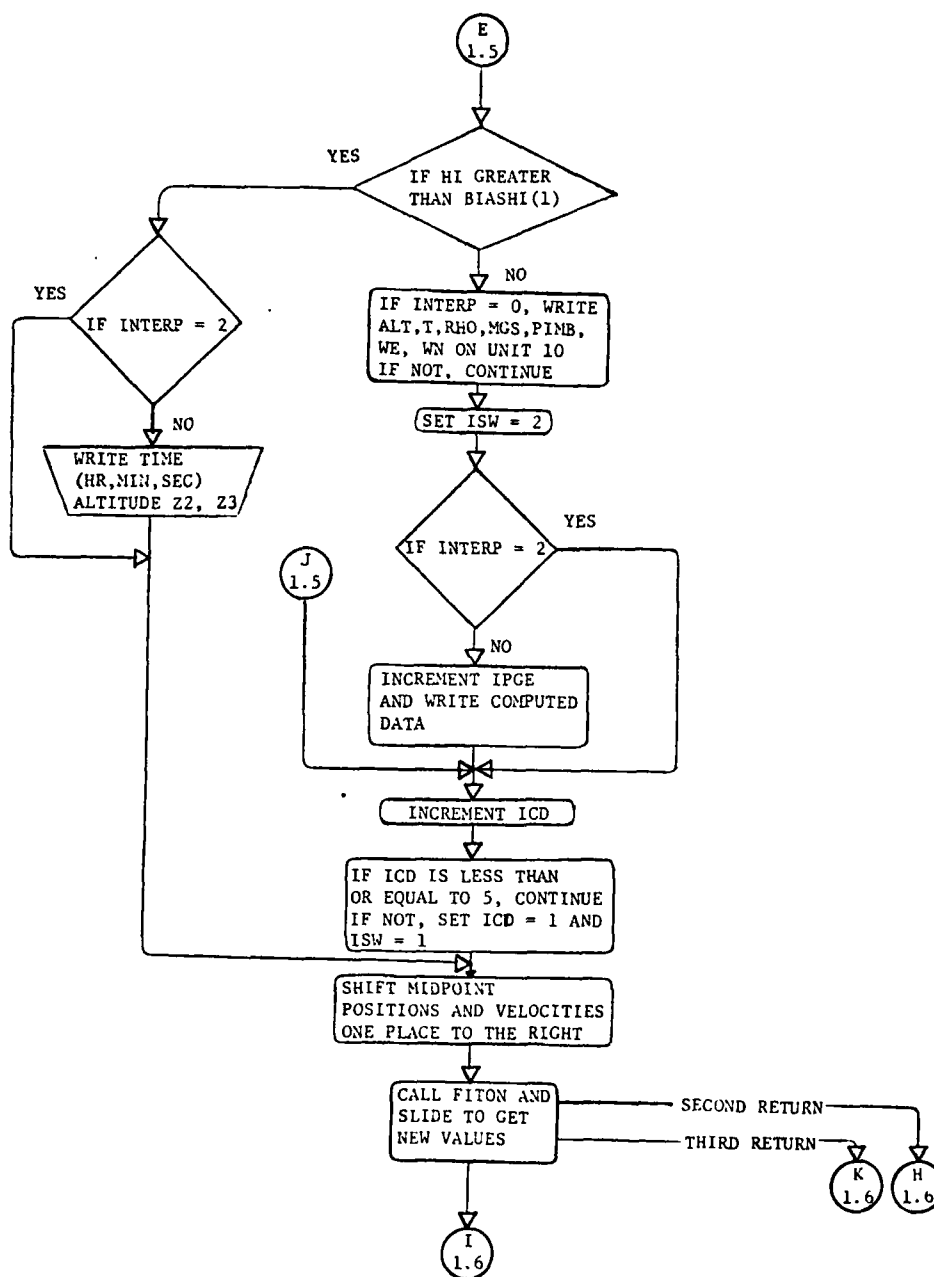 E
1.5
YES
IF HI GREATER
THAN BIASHI(1)
NO
YES
IF INTERP = 2
IF INTERP = 0, WRITE
ALT,T,RHO,MGS,PIMB,
WE, WN ON UNIT 10
IF NOT, CONTINUE
SET ISW = 2
NO
WRITE TIME
(HR,MIN,SEC)
ALTITUDE Z2, Z3
YES
IF INTERP = 2
J
1.5
NO
INCREMENT IPGE
AND WRITE COMPUTED
DATA
INCREMENT ICD
IF ICD IS LESS THAN
OR EQUAL TO 5, CONTINUE
IF NOT, SET ICD = 1 AND
ISW = 1
SHIFT MIDPOINT
POSITIONS AND VELOCITIES
ONE PLACE TO THE RIGHT
CALL FITON AND
SLIDE TO GET
NEW VALUES
SECOND RETURN
THIRD RETURN
K
1.6
H
1.6
I
1.6